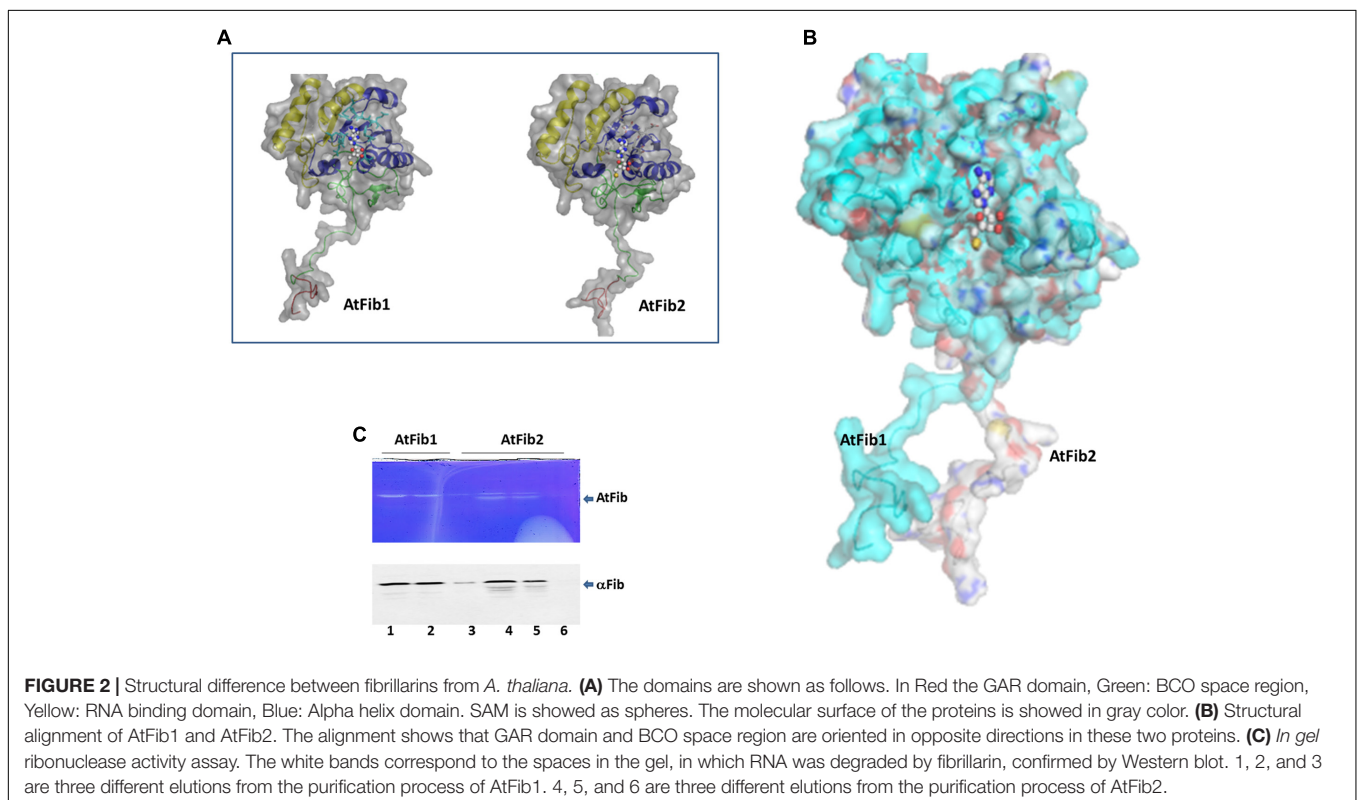 A
B
AtFib1
AtFib2
AtFib1
AtFib2
C
AtFib1 AtFib2
AtFib
αFib
1 2 3 4 5 6
FIGURE 2 | Structural difference between fibrillarins from A. thaliana. (A) The domains are shown as follows. In Red the GAR domain, Green: BCO space region,
Yellow: RNA binding domain, Blue: Alpha helix domain. SAM is showed as spheres. The molecular surface of the proteins is showed in gray color. (B) Structural
alignment of AtFib1 and AtFib2. The alignment shows that GAR domain and BCO space region are oriented in opposite directions in these two proteins. (C) In gel
ribonuclease activity assay. The white bands correspond to the spaces in the gel, in which RNA was degraded by fibrillarin, confirmed by Western blot. 1, 2, and 3
are three different elutions from the purification process of AtFib1. 4, 5, and 6 are three different elutions from the purification process of AtFib2.